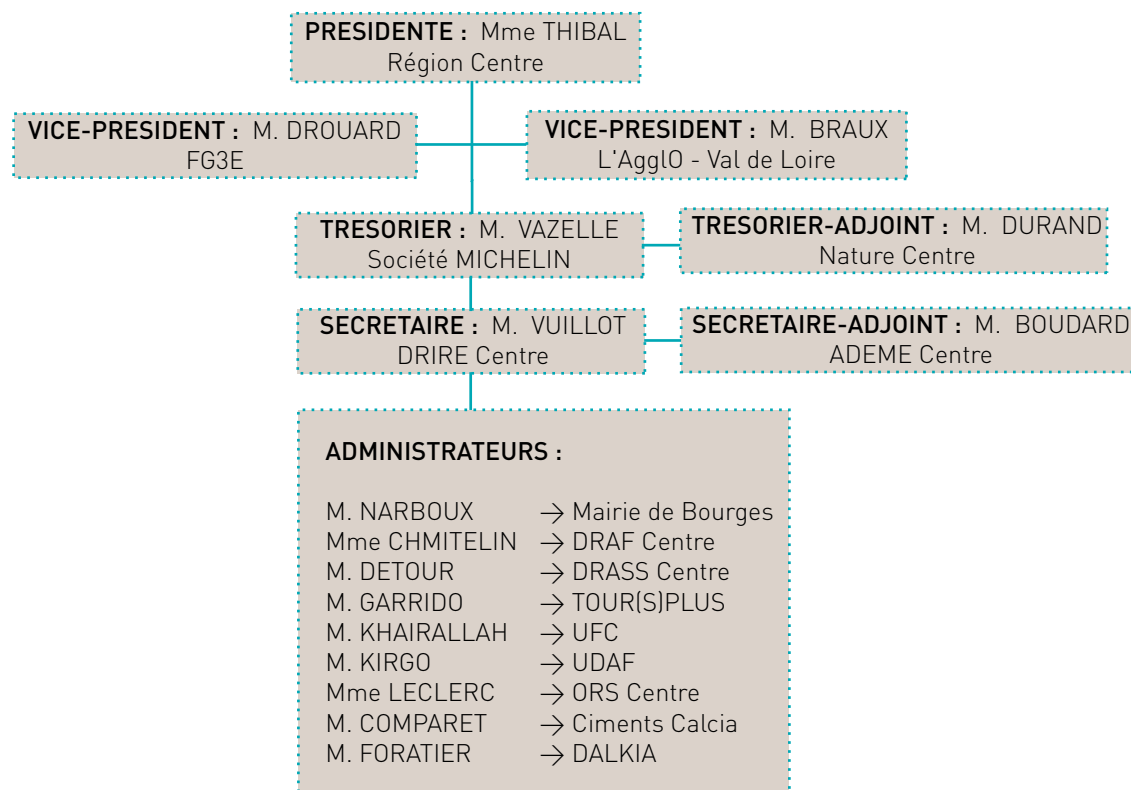 PRESIDENTE : Mme THIBAL
Région Centre
VICE-PRESIDENT : M. DROUARD
FG3E
VICE-PRESIDENT : M. BRAUX
L'AgglO - Val de Loire
TRESORIER : M. VAZELLE
Société MICHELIN
TRESORIER-ADJOINT : M. DURAND
Nature Centre
SECRETAIRE : M. VUILLOT
DRIRE Centre
SECRETAIRE-ADJOINT : M. BOUDARD
ADEME Centre
ADMINISTRATEURS :
M. NARBOUX → Mairie de Bourges
Mme CHMITELIN → DRAF Centre
M. DETOUR → DRASS Centre
M. GARRIDO → TOUR(S)PLUS
M. KHAIRALLAH → UFC
M. KIRGO → UDAF
Mme LECLERC → ORS Centre
M. COMPARET → Ciments Calcia
M. FORATIER → DALKIA